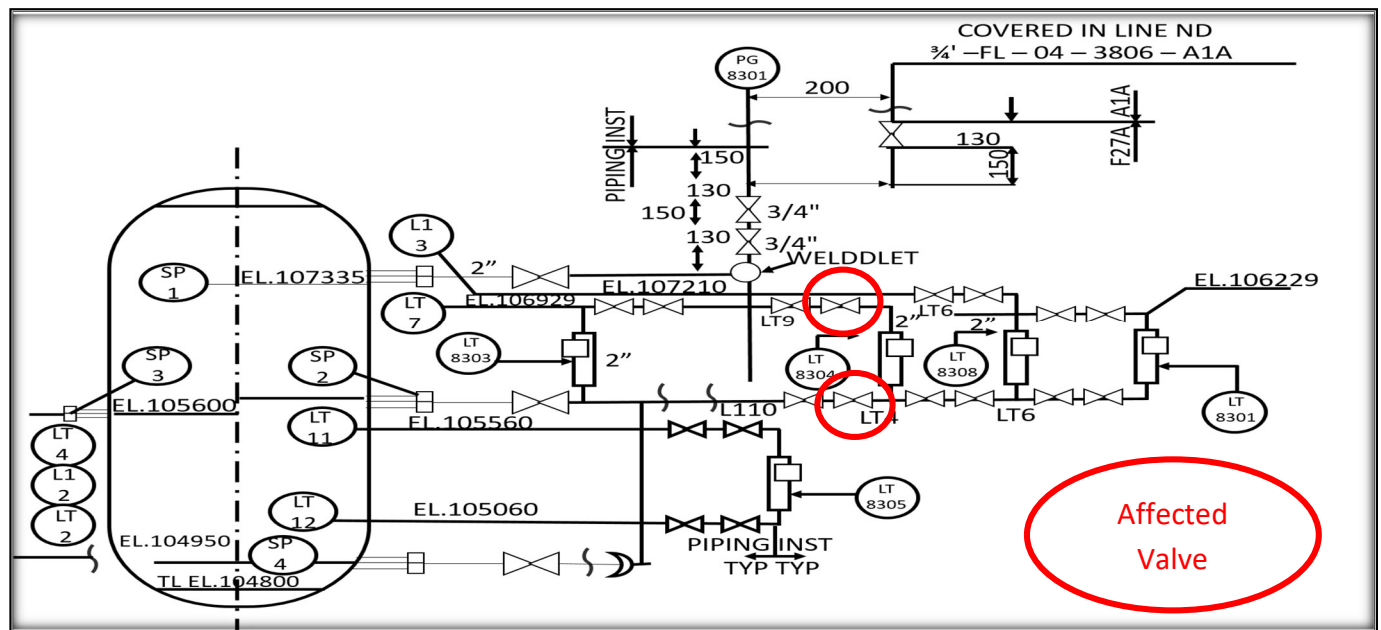 COVERED IN LINE ND
¾' –FL – 04 – 3806 – A1A
PG
8301
200
PIPING INST
150
130
150
130
3/4"
3/4"
130
150
F27A A1A
WELDDLET
L1
3
SP
1
EL.107335
2"
EL.107210
EL.106229
LT
7
EL.106929
LT9
LT6
2"
2"
LT
8303
2"
LT
8304
LT
8308
SP
3
SP
2
EL.105600
EL.105560
L110
LT4
LT6
LT
8301
LT
11
LT
4
L1
2
LT
2
LT
8305
LT
12
EL.105060
PIPING INST
TYP TYP
EL.104950
SP
4
TL EL.104800
Affected
Valve